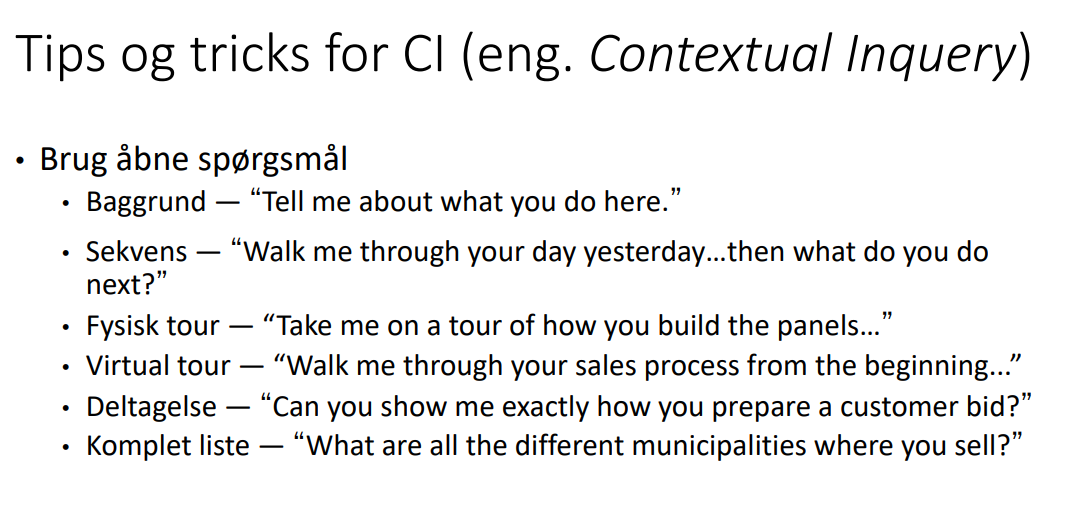 Tips og tricks for CI (eng. Contextual Inquery)
• Brug åbne spørgsmål
• Baggrund — “Tell me about what you do here.”
• Sekvens — “Walk me through your day yesterday…then what do you do
next?”
• Fysisk tour — “Take me on a tour of how you build the panels…”
• Virtual tour — “Walk me through your sales process from the beginning…”
• Deltagelse — “Can you show me exactly how you prepare a customer bid?”
• Komplet liste — “What are all the different municipalities where you sell?”